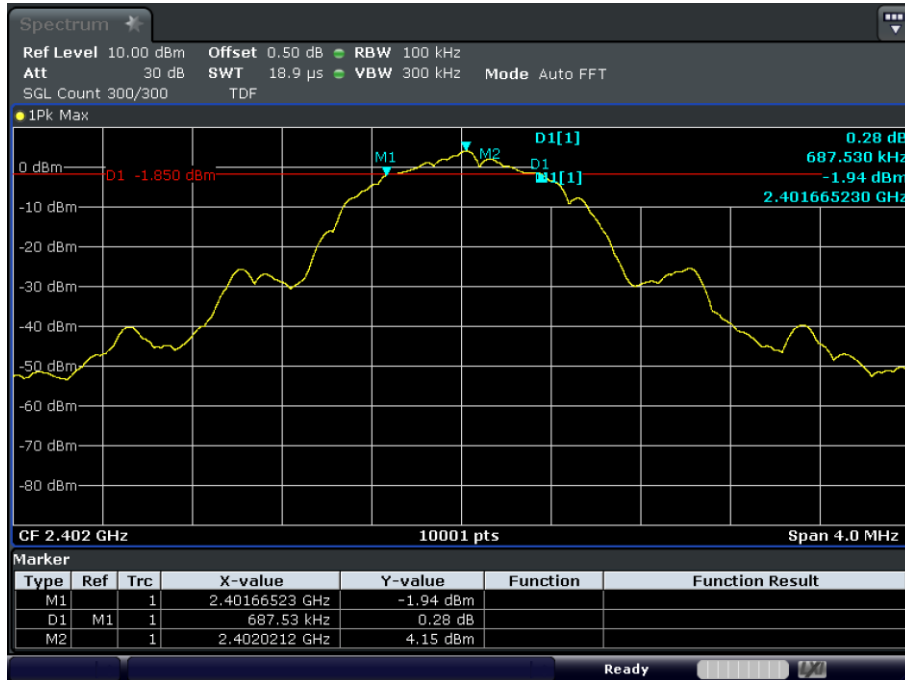 Spectrum
Ref Level 10.00 dBm Offset 0.50 dB RBW 100 kHz
Att 30 dB SWT 18.9 µs VBW 300 kHz Mode Auto FFT
SGL Count 300/300 TDF
1Pk Max
D1[1] 0.28 dB
687.530 kHz
M1 M2 D1
0 dBm
D1 -1.850 dBm
M1[1] -1.94 dBm
2.401665230 GHz
-10 dBm
-20 dBm
-30 dBm
-40 dBm
-50 dBm
-60 dBm
-70 dBm
-80 dBm
CF 2.402 GHz 10001 pts Span 4.0 MHz
Marker
Type Ref Trc X-value Y-value Function Function Result
M1 1 2.40166523 GHz -1.94 dBm
D1 M1 1 687.53 kHz 0.28 dB
M2 1 2.4020212 GHz 4.15 dBm
Ready